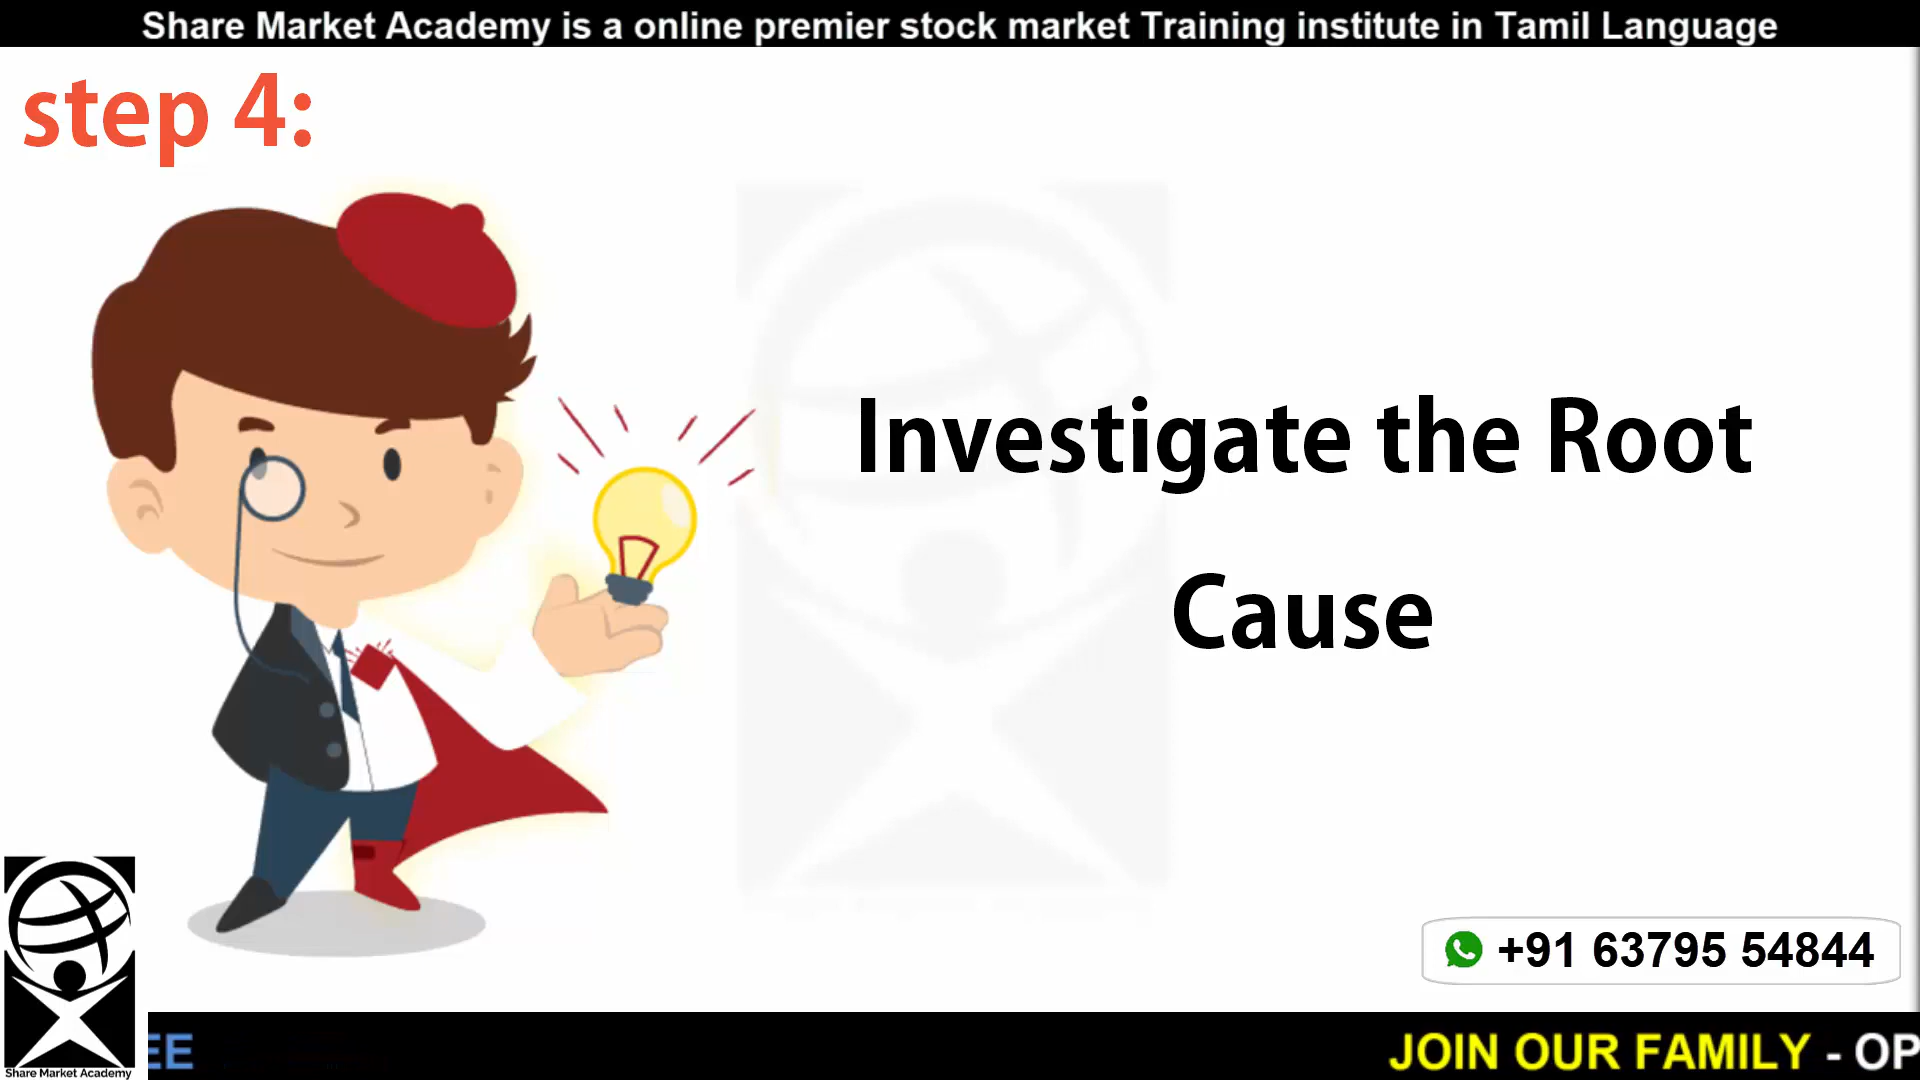 Share Market Academy is a online premier stock market Training institute in Tamil Language
step 4:
Investigate the Root
Cause
+91 63795 54844
Share Market Academy
EE
JOIN OUR FAMILY - OP